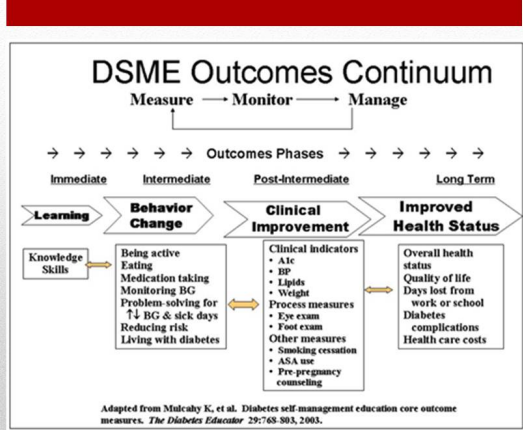 DSME Outcomes Continuum
Measure → Monitor → Manage
→ → → → → → Outcomes Phases → → → → → →
Immediate Intermediate Post-Intermediate Long Term
Learning
Behavior
Change
Clinical
Improvement
Improved
Health Status
Knowledge
Skills
Being active
Eating
Medication taking
Monitoring BG
Problem-solving for
↑↓ BG & sick days
Reducing risk
Living with diabetes
Clinical indicators
• A1c
• BP
• Lipids
• Weight
Process measures
• Eye exam
• Foot exam
Other measures
• Smoking cessation
• ASA use
• Pre-pregnancy
counseling
Overall health
status
Quality of life
Days lost from
work or school
Diabetes
complications
Health care costs
Adapted from Mulcahy K, et al. Diabetes self-management education core outcome
measures. The Diabetes Educator 29:768-803, 2003.